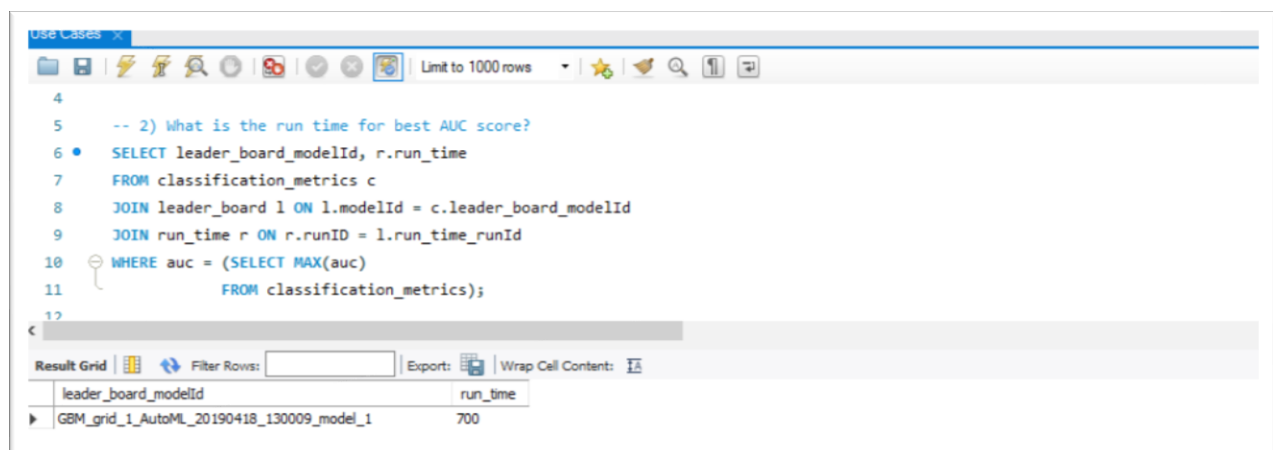 Use Cases
Limit to 1000 rows
4
5 -- 2) What is the run time for best AUC score?
6 SELECT leader_board_modelId, r.run_time
7 FROM classification_metrics c
8 JOIN leader_board l ON l.modelId = c.leader_board_modelId
9 JOIN run_time r ON r.runID = l.run_time_runId
10 WHERE auc = (SELECT MAX(auc)
11 FROM classification_metrics);
12
Result Grid Filter Rows: Export: Wrap Cell Content: IA
leader_board_modelId run_time
GBM_grid_1_AutoML_20190418_130009_model_1 700